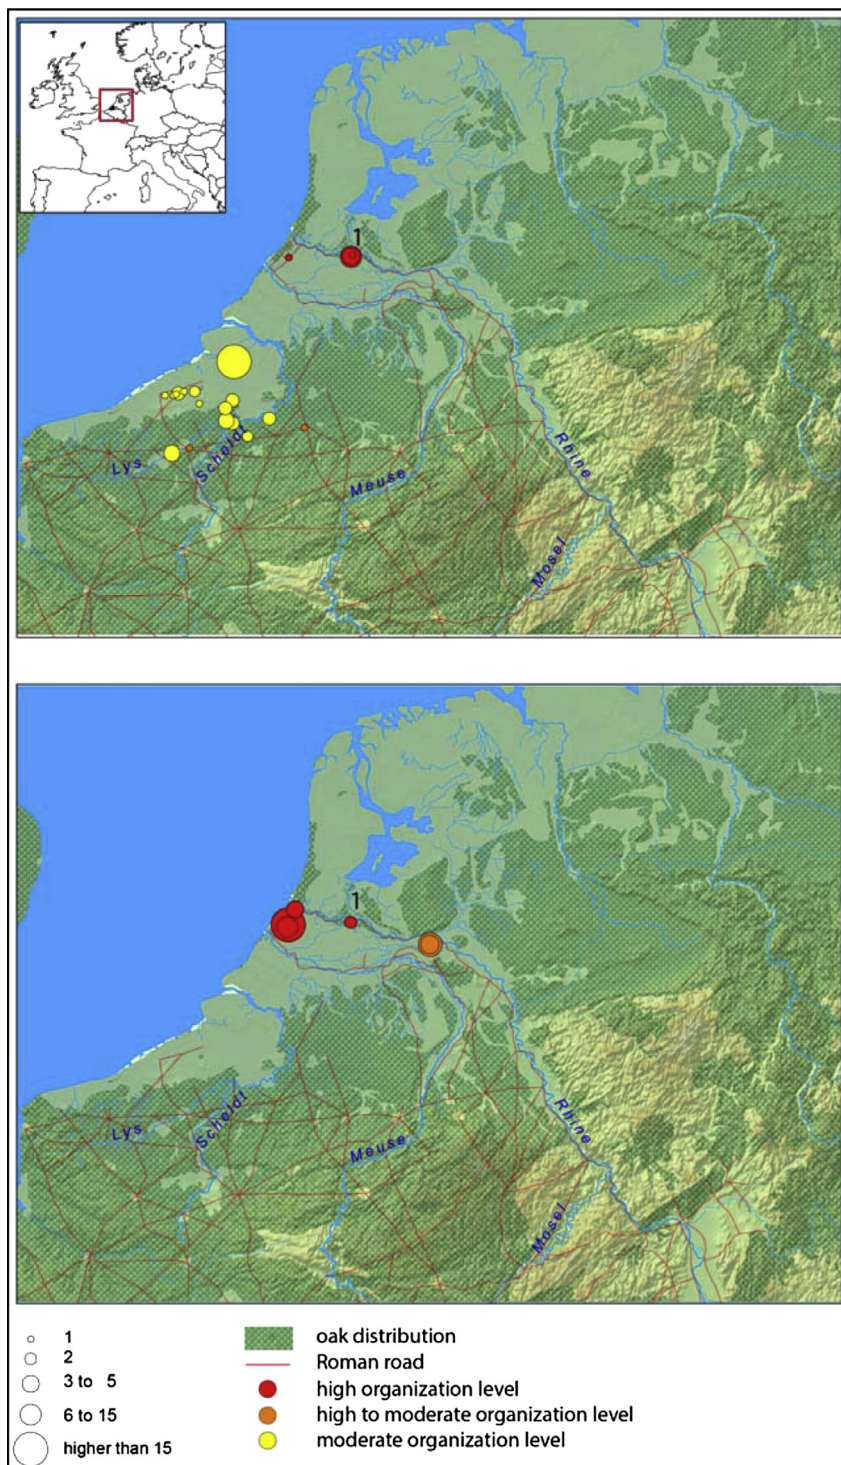 1
Lys
Scheldt
Meuse
Rhine
Mosel
1
Lys
Scheldt
Meuse
Rhine
Mosel
1
2
3 to 5
6 to 15
higher than 15
oak distribution
Roman road
high organization level
high to moderate organization level
moderate organization level